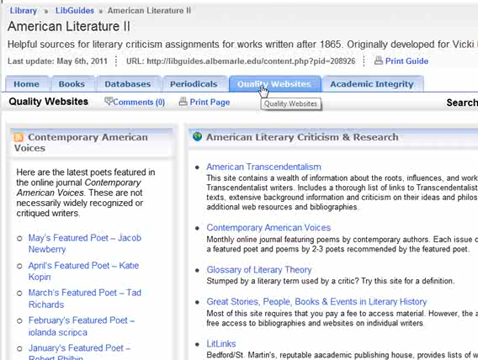 Library » LibGuides » American Literature II
American Literature II
Helpful sources for literary criticism assignments for works written after 1865. Originally developed for Vicki
Last update: May 6th, 2011 URL: http://libguides.albemarle.edu/content.php?pid=208926 Print Guide
Home Books Databases Periodicals Quality Websites Academic Integrity
Quality Websites Comments (0) Print Page Quality Websites Search
Contemporary American Voices
Here are the latest poets featured in
the online journal Contemporary
American Voices. These are not
necessarily widely recognized or
critiqued writers.
May's Featured Poet – Jacob
Newberry
April's Featured Poet – Katie
Kopin
March's Featured Poet – Tad
Richards
February's Featured Poet –
iolanda scripca
January's Featured Poet –
Robert Philbin
American Literary Criticism & Research
American Transcendentalism
This site contains a wealth of information about the roots, influences, and work
Transcendentalist writers. Includes a thorough list of links to Transcendentalist
texts, extensive background information and criticism on their ideas and philos
additional web resources and bibliographies.
Contemporary American Voices
Monthly online journal featuring poems by contemporary authors. Each issue c
a featured poet and poems by 2-3 poets recommended by the featured poet.
Glossary of Literary Theory
Stumped by a literary term used by a critic? Try this site for a definition.
Great Stories, People, Books & Events in Literary History
Most of this site requires that you pay a fee to access material. However, the a
free access to bibliographies and websites on individual writers.
LitLinks
Bedford/St. Martin's, reputable academic publishing house, provides lists of w